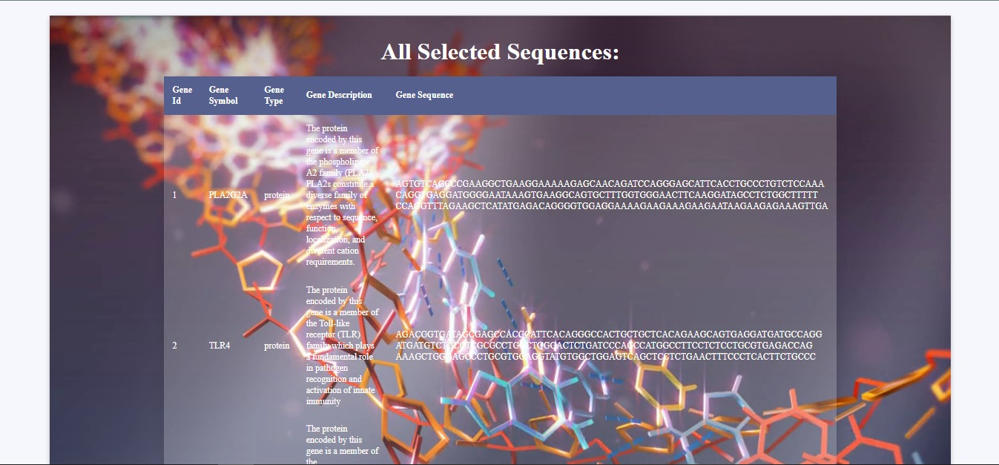 All Selected Sequences:
Gene Id
Gene Symbol
Gene Type
Gene Description
Gene Sequence
1
PLA2G2A
protein
The protein
encoded by this
gene is a member of
the phospholipase
A2 family (PLA2).
PLA2s constitute a
diverse family of
enzymes with
respect to sequence,
function,
localization, and
divalent cation
requirements.
AGTGTCAGGCCGAAGGCTGAAGGAAAAAGAGCAACAGATCCAGGGAGCATTCACCTGCCCTGTCTCCAAA
CAGGTGAGGATGGGGAATAAAGTGAAGGCAGTGCTTTGGTGGGAACTTCAAGGATAGCCTCTGGCTTTTT
CCAGGTTTAGAAGCTCATATGAGACAGGGGTGGAGGAAAAGAAGAAAGAAGAATAAGAAGAGAAAGTTGA
2
TLR4
protein
The protein
encoded by this
gene is a member of
the Toll-like
receptor (TLR)
family which plays
a fundamental role
in pathogen
recognition and
activation of innate
immunity
The protein
encoded by this
gene is a member of
the